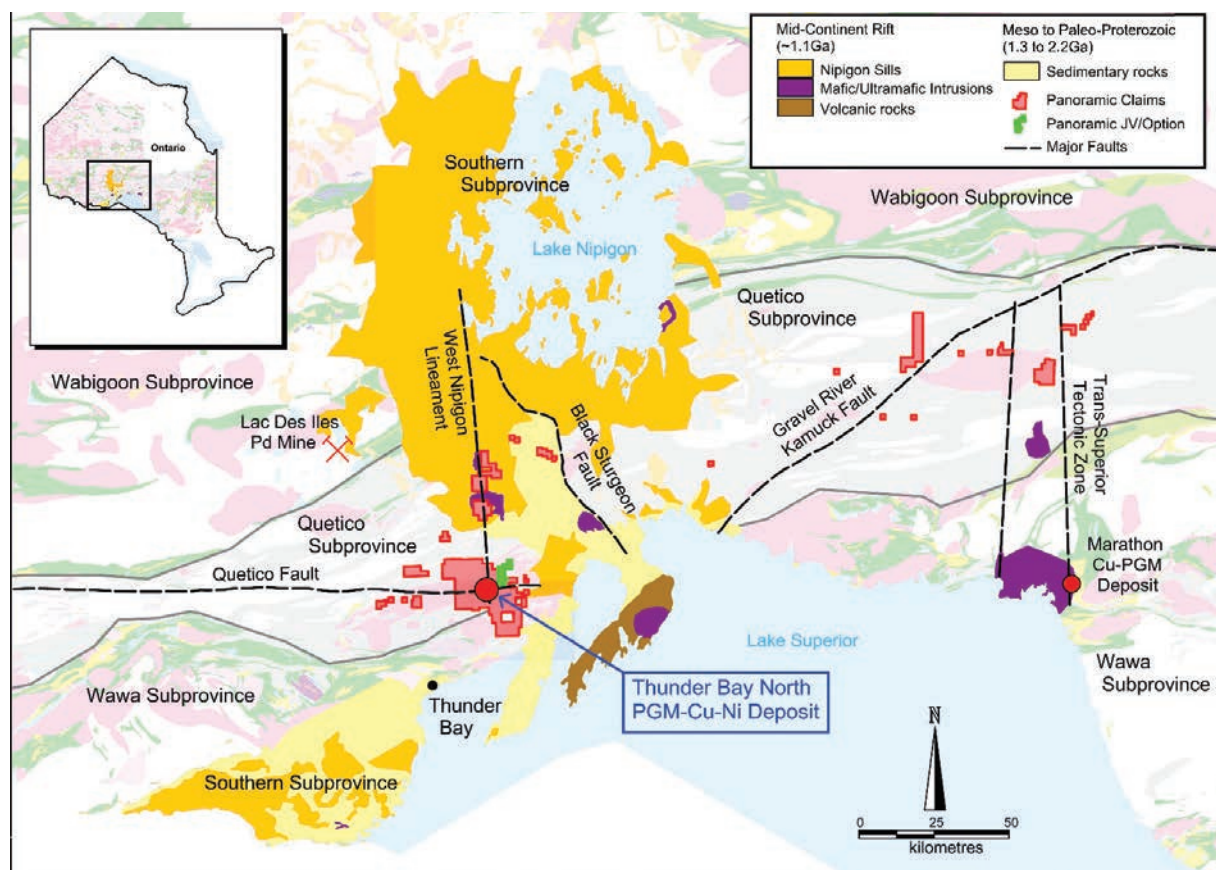 Ontario
Mid-Continent Rift
(~1.1Ga)
Nipigon Sills
Mafic/Ultramafic Intrusions
Volcanic rocks
Meso to Paleo-Proterozoic
(1.3 to 2.2Ga)
Sedimentary rocks
Panoramic Claims
Panoramic JV/Option
Major Faults
Southern
Subprovince
Wabigoon Subprovince
Lake Nipigon
Quetico
Subprovince
West Nipigon
Lineament
Wabigoon Subprovince
Lac Des Iles
Pd Mine
Black Sturgeon
Fault
Gravel River
Kamuck Fault
Trans-Superior
Tectonic Zone
Quetico
Subprovince
Quetico Fault
Marathon
Cu-PGM
Deposit
Lake Superior
Wawa
Subprovince
Wawa Subprovince
Thunder
Bay
Thunder Bay North
PGM-Cu-Ni Deposit
Southern Subprovince
N
0 25 50
kilometres